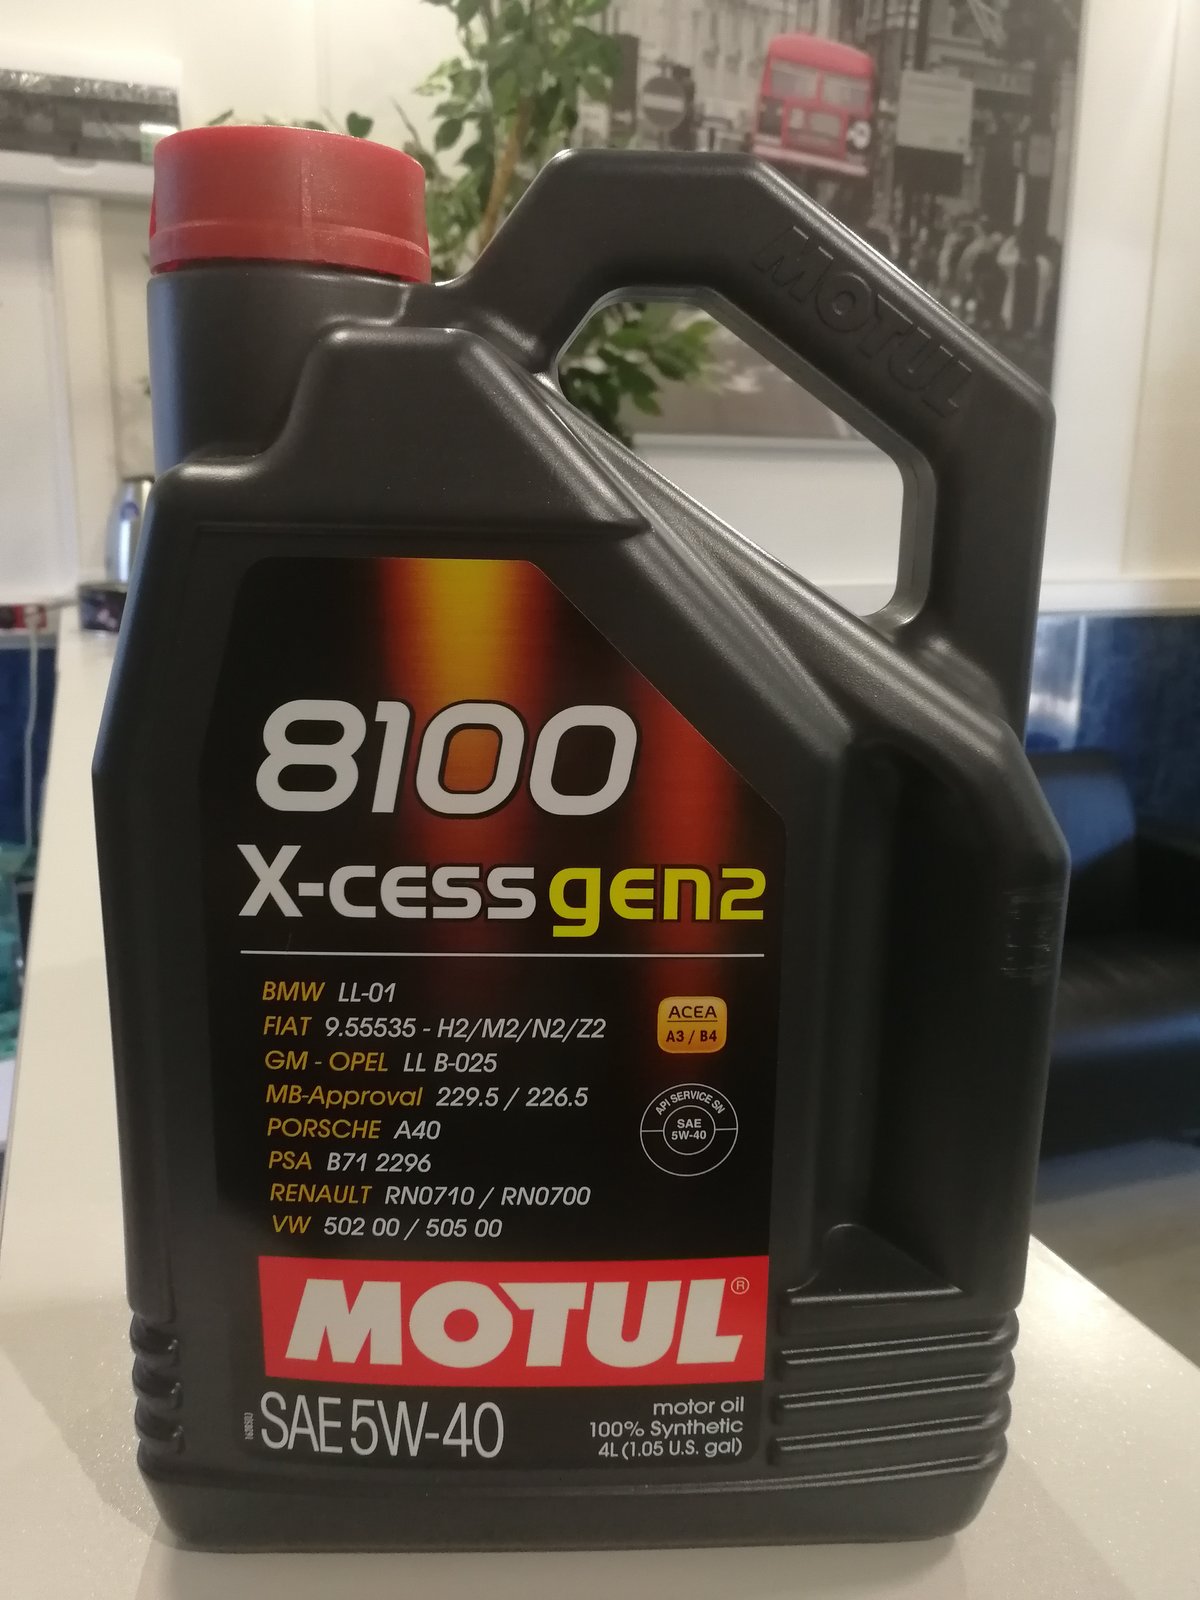 MOTUL
8100
X-cess gen2
BMW LL-01
FIAT 9.55535 - H2/M2/N2/Z2
GM - OPEL LL B-025
MB-Approval 229.5 / 226.5
PORSCHE A40
PSA B71 2296
RENAULT RN0710 / RN0700
VW 502 00 / 505 00
ACEA
A3 / B4
API SERVICE SN
SAE
5W-40
MOTUL®
SAE 5W-40
motor oil
100% Synthetic
4L (1.05 U.S. gal)